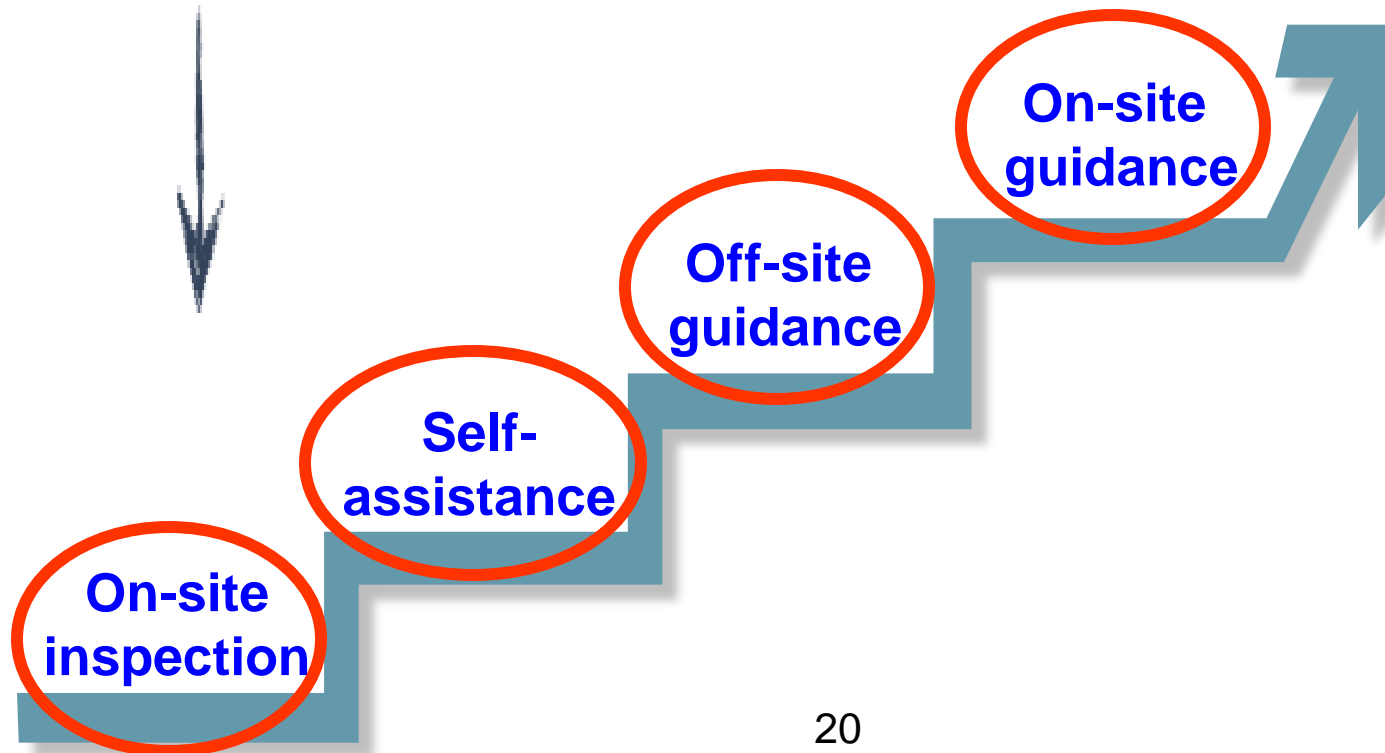 On-site
guidance
Off-site
guidance
Self-
assistance
On-site
inspection
20